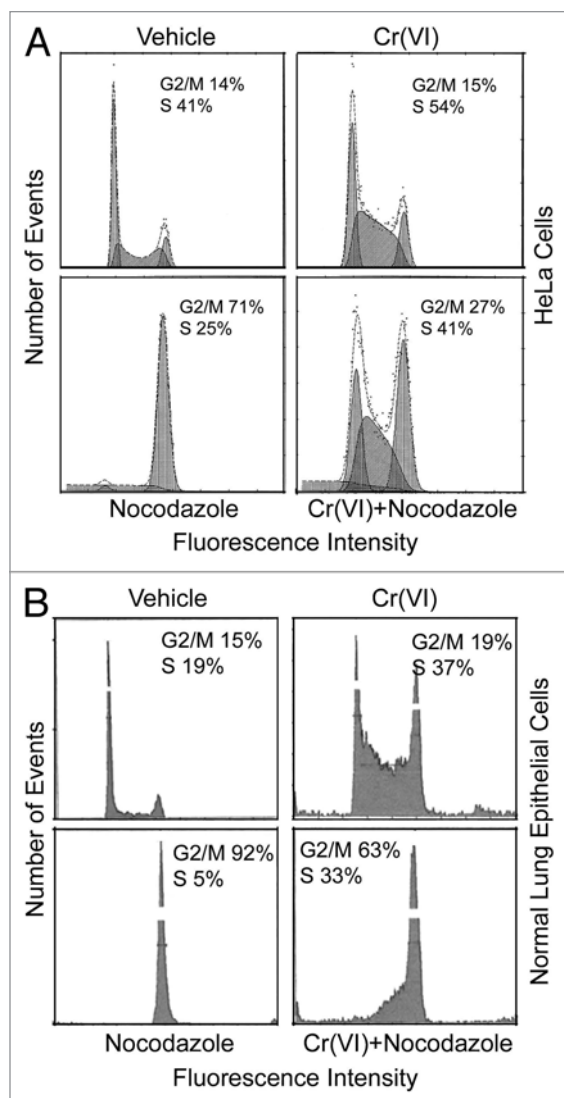 A
Vehicle
Cr(VI)
G2/M 14%
S 41%
G2/M 15%
S 54%
Number of Events
HeLa Cells
G2/M 71%
S 25%
G2/M 27%
S 41%
Nocodazole
Cr(VI)+Nocodazole
Fluorescence Intensity
B
Vehicle
Cr(VI)
G2/M 15%
S 19%
G2/M 19%
S 37%
Number of Events
Normal Lung Epithelial Cells
G2/M 92%
S 5%
G2/M 63%
S 33%
Nocodazole
Cr(VI)+Nocodazole
Fluorescence Intensity